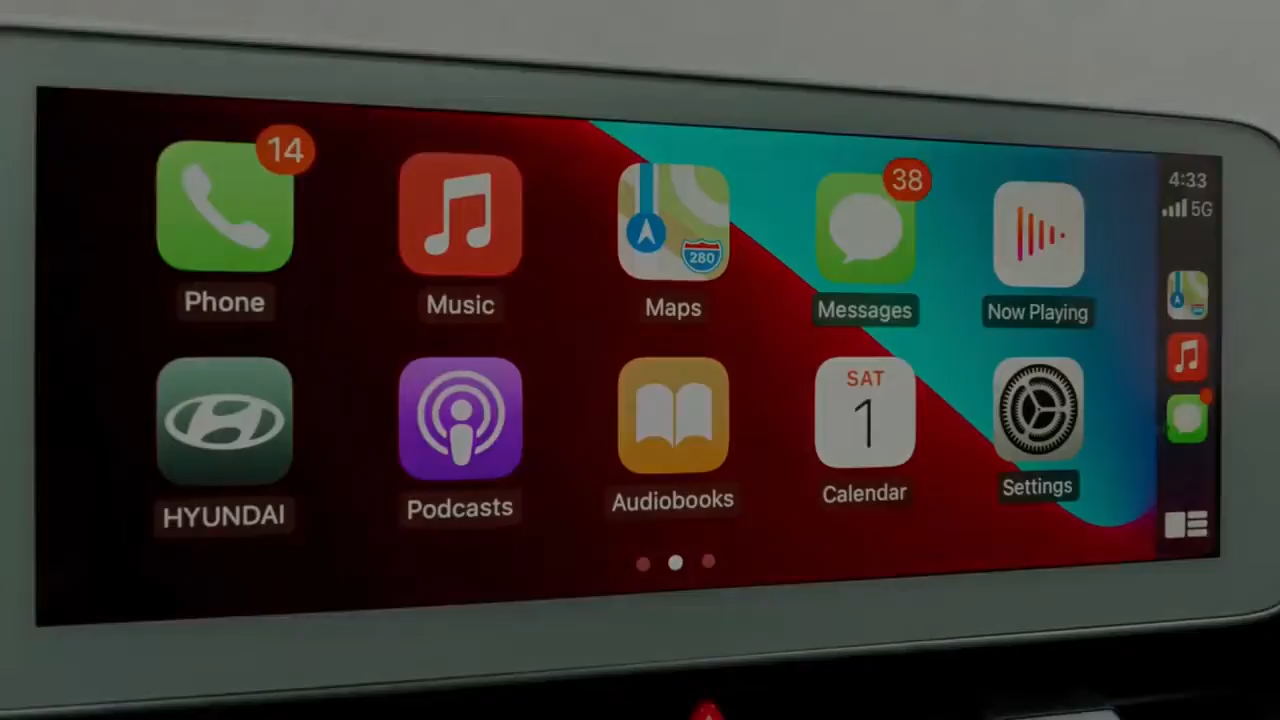 14
38
4:33
5G
280
Phone
Music
Maps
Messages
Now Playing
SAT
1
HYUNDAI
Podcasts
Audiobooks
Calendar
Settings